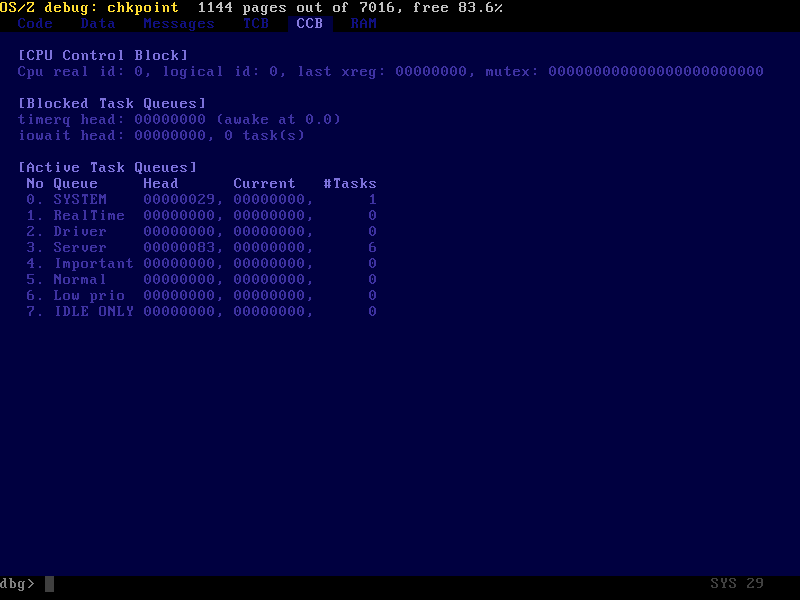 OS/Z debug: chkpoint  1144 pages out of 7016, free 83.6%
Code   Data   Messages   TCB   CCB   RAM
[CPU Control Block]
Cpu real id: 0, logical id: 0, last xreg: 00000000, mutex: 000000000000000000000000
[Blocked Task Queues]
timerq head: 00000000 (awake at 0.0)
iowait head: 00000000, 0 task(s)
[Active Task Queues]
No Queue     Head      Current   #Tasks
0. SYSTEM    00000029, 00000000,      1
1. RealTime  00000000, 00000000,      0
2. Driver    00000000, 00000000,      0
3. Server    00000083, 00000000,      6
4. Important 00000000, 00000000,      0
5. Normal    00000000, 00000000,      0
6. Low prio  00000000, 00000000,      0
7. IDLE ONLY 00000000, 00000000,      0
dbg>   SYS 29